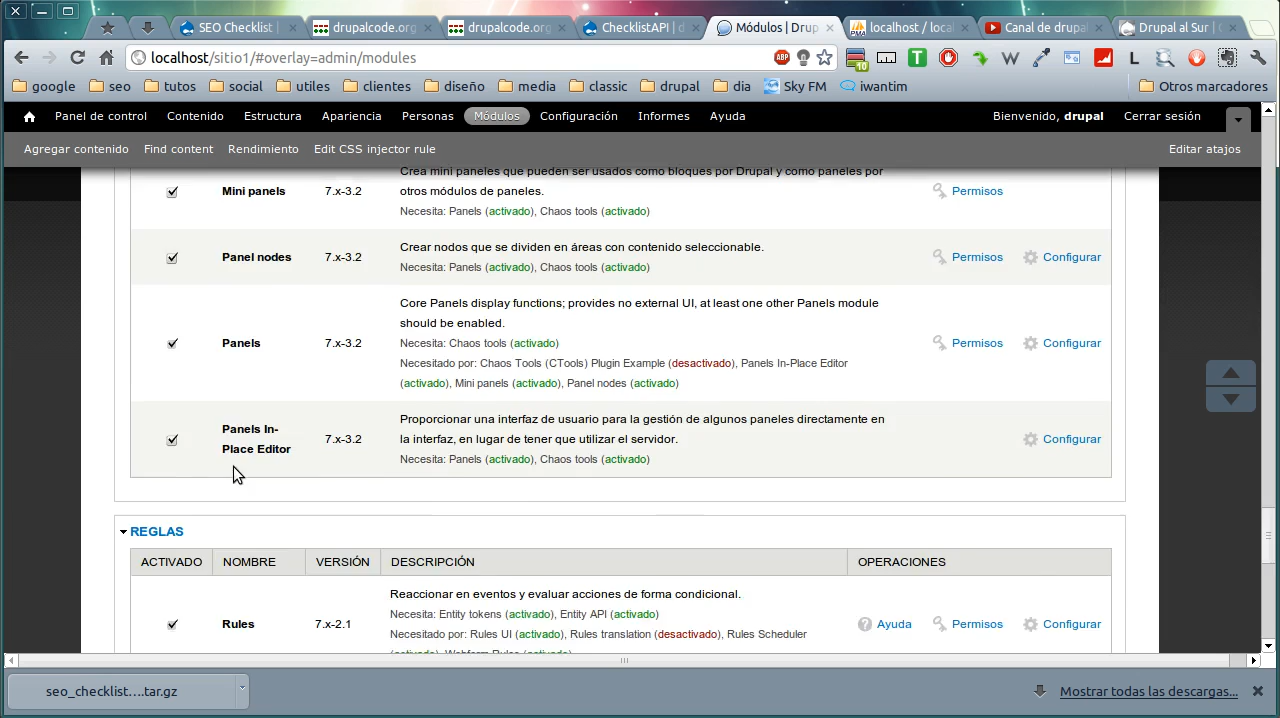 SEO Checklist
drupalcode.org
drupalcode.org
ChecklistAPI | d
Módulos | Drup
localhost / local
Canal de drupal
Drupal al Sur |
localhost/sitio1/#overlay=admin/modules
ABP
10
T
W
L
google
seo
tutos
social
utiles
clientes
diseño
media
classic
drupal
dia
Sky FM
iwantim
Otros marcadores
Panel de control
Contenido
Estructura
Apariencia
Personas
Módulos
Configuración
Informes
Ayuda
Bienvenido, drupal
Cerrar sesión
Agregar contenido
Find content
Rendimiento
Edit CSS injector rule
Editar atajos
Mini panels
7.x-3.2
Crea mini paneles que pueden ser usados como bloques por Drupal y como paneles por
otros módulos de paneles.
Necesita: Panels (activado), Chaos tools (activado)
Permisos
Panel nodes
7.x-3.2
Crear nodos que se dividen en áreas con contenido seleccionable.
Necesita: Panels (activado), Chaos tools (activado)
Permisos
Configurar
Panels
7.x-3.2
Core Panels display functions; provides no external UI, at least one other Panels module
should be enabled.
Necesita: Chaos tools (activado)
Necesitado por: Chaos Tools (CTools) Plugin Example (desactivado), Panels In-Place Editor
(activado), Mini panels (activado), Panel nodes (activado)
Permisos
Configurar
Panels In-
Place Editor
7.x-3.2
Proporcionar una interfaz de usuario para la gestión de algunos paneles directamente en
la interfaz, en lugar de tener que utilizar el servidor.
Necesita: Panels (activado), Chaos tools (activado)
Configurar
REGLAS
ACTIVADO
NOMBRE
VERSIÓN
DESCRIPCIÓN
OPERACIONES
Rules
7.x-2.1
Reaccionar en eventos y evaluar acciones de forma condicional.
Necesita: Entity tokens (activado), Entity API (activado)
Necesitado por: Rules UI (activado), Rules translation (desactivado), Rules Scheduler
(activado), Webform Rules (activado)
Ayuda
Permisos
Configurar
seo_checklist....tar.gz
Mostrar todas las descargas...